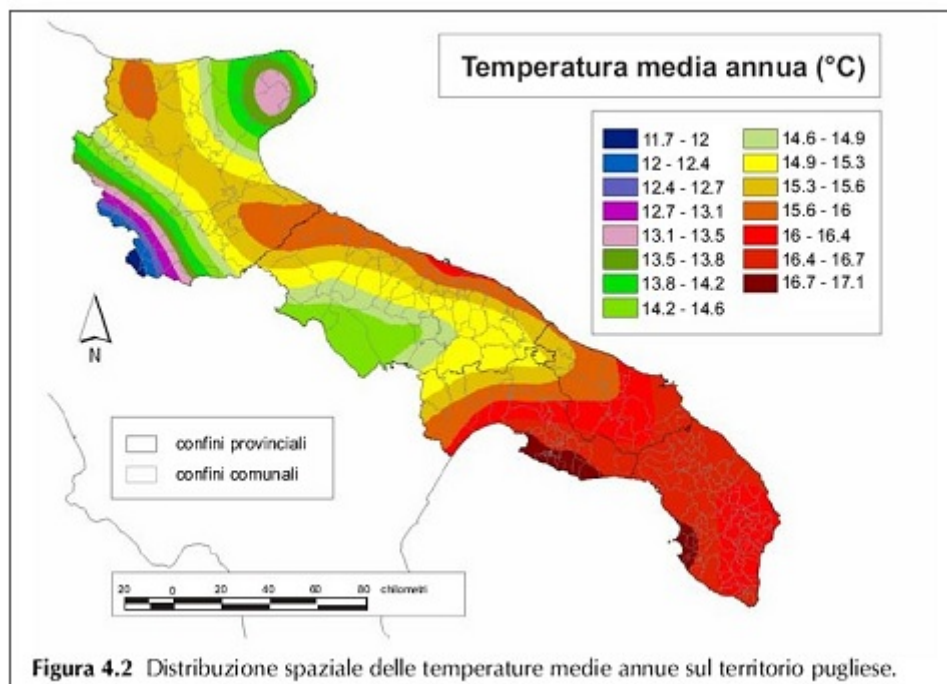 Temperatura media annua (°C)
11.7 - 12
12 - 12.4
12.4 - 12.7
12.7 - 13.1
13.1 - 13.5
13.5 - 13.8
13.8 - 14.2
14.2 - 14.6
14.6 - 14.9
14.9 - 15.3
15.3 - 15.6
15.6 - 16
16 - 16.4
16.4 - 16.7
16.7 - 17.1
N
confini provinciali
confini comunali
20 0 20 40 60 80 chilometri
Figura 4.2 Distribuzione spaziale delle temperature medie annue sul territorio pugliese.